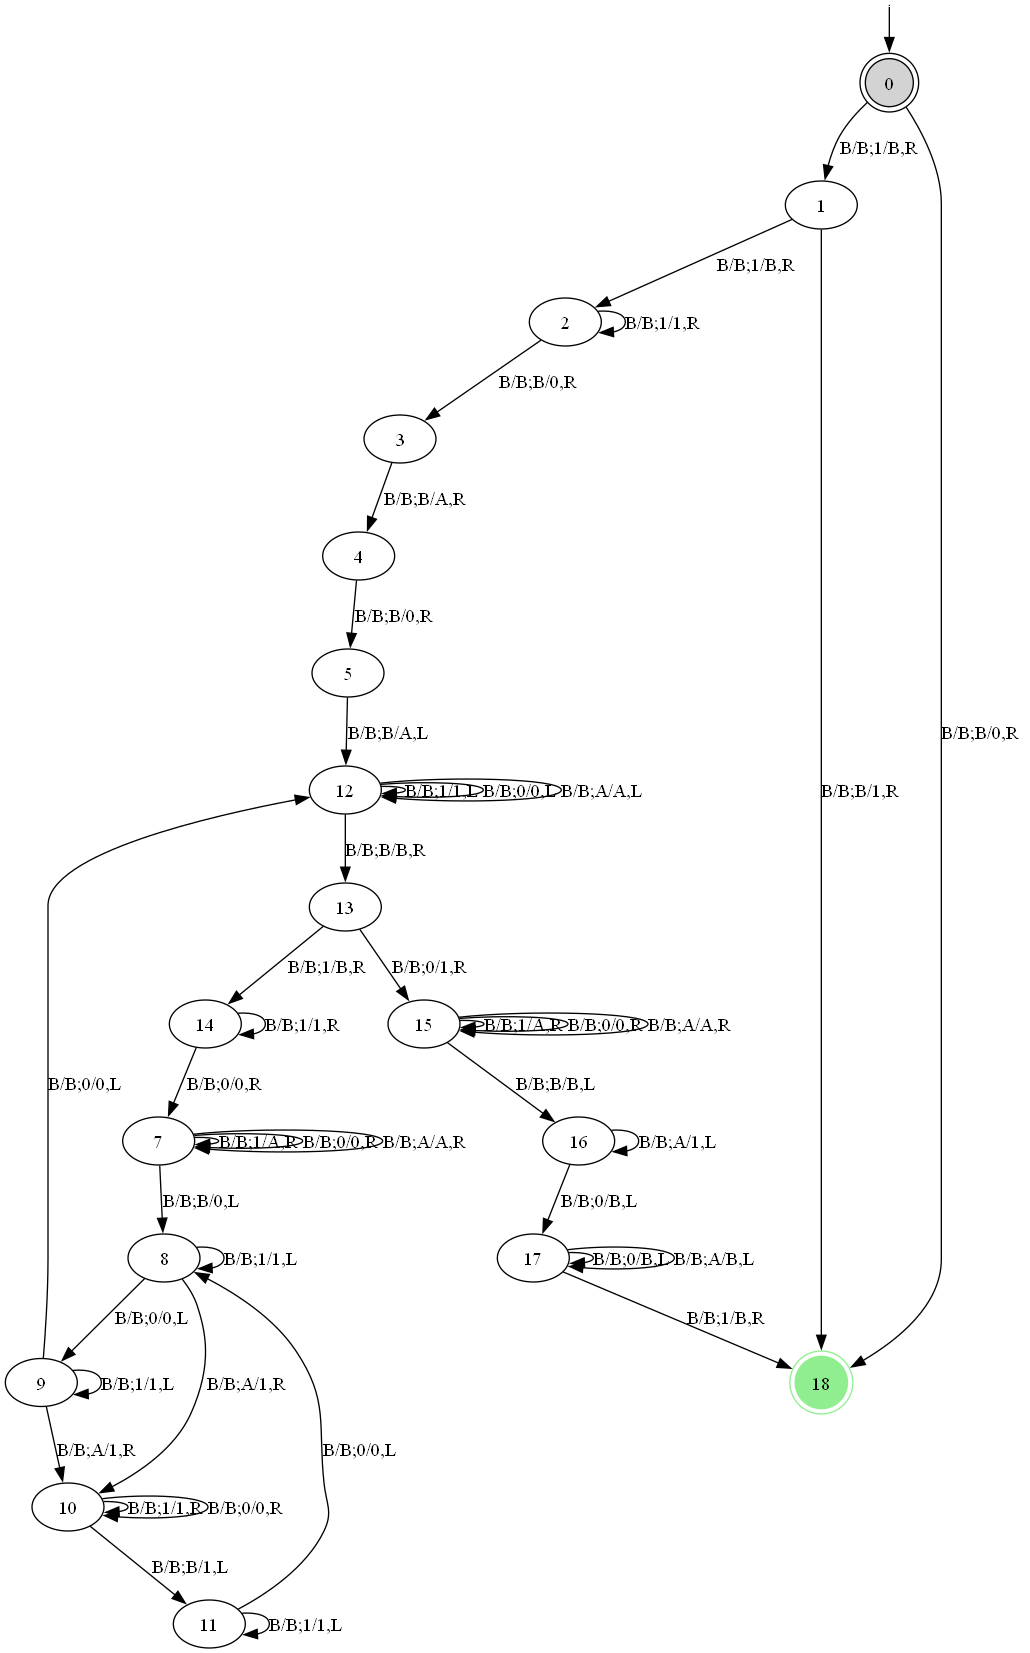 0
B/B;1/B,R
1
B/B;1/B,R
2
B/B;1/1,R
B/B;B/0,R
3
B/B;B/A,R
4
B/B;B/0,R
5
B/B;B/A,L
B/B;B/1,R
B/B;B/0,R
12
B/B;1/1,L
B/B;0/0,L
B/B;A/A,L
B/B;B/B,R
13
B/B;1/B,R
B/B;0/1,R
14
B/B;1/1,R
15
B/B;1/A,R
B/B;0/0,R
B/B;A/A,R
B/B;0/0,L
B/B;0/0,R
B/B;B/B,L
7
B/B;1/A,R
B/B;0/0,R
B/B;A/A,R
16
B/B;A/1,L
B/B;B/0,L
B/B;0/B,L
8
B/B;1/1,L
17
B/B;0/B,L
B/B;A/B,L
B/B;0/0,L
B/B;1/B,R
9
B/B;1/1,L
B/B;A/1,R
18
B/B;A/1,R
B/B;0/0,L
10
B/B;1/1,R
B/B;0/0,R
B/B;B/1,L
11
B/B;1/1,L